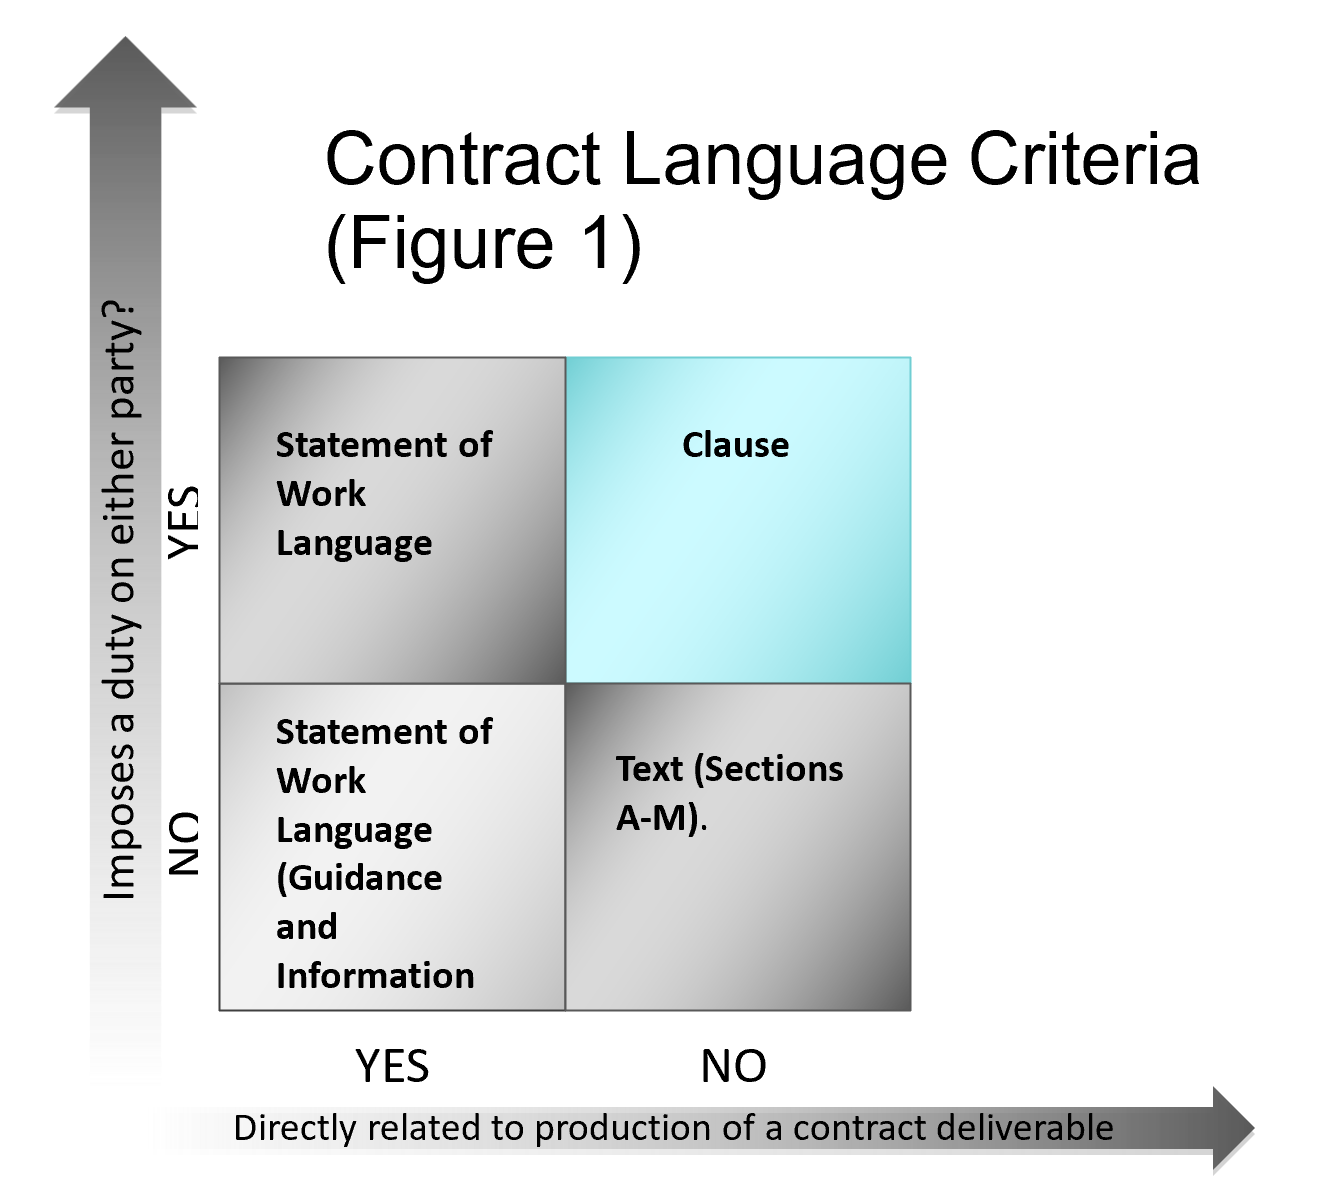 Contract Language Criteria
(Figure 1)
Imposes a duty on either party?
YES
Statement of
Work
Language
Clause
NO
Statement of
Work
Language
(Guidance
and
Information
Text (Sections
A-M).
YES
NO
Directly related to production of a contract deliverable